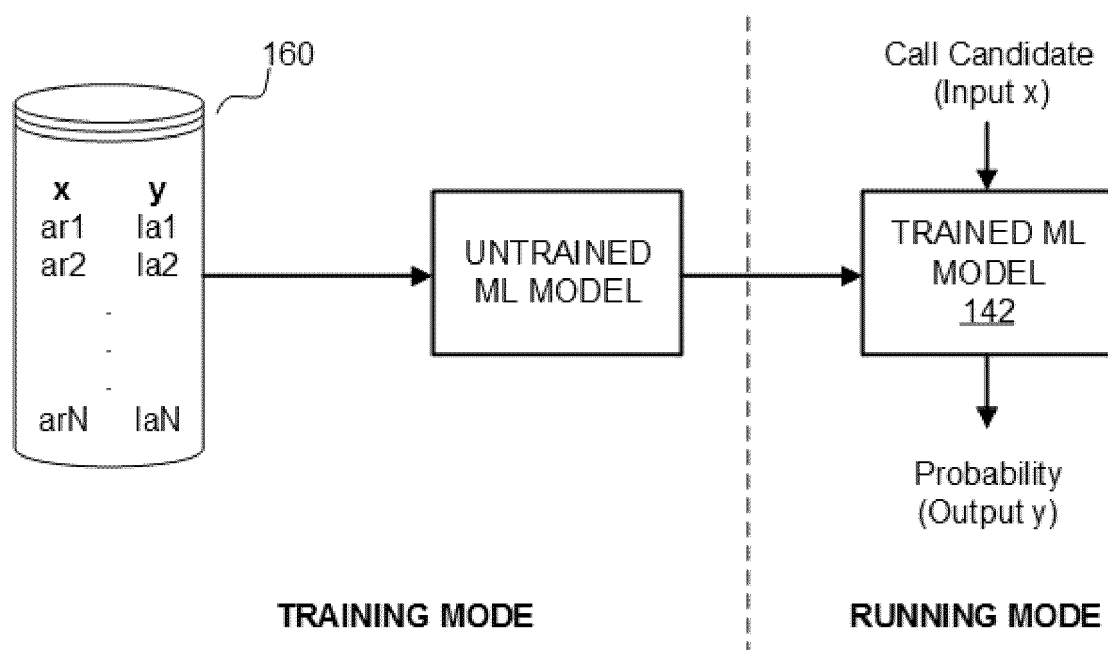 160
x y
ar1 la1
ar2 la2
.
.
.
arN laN
UNTRAINED
ML MODEL
Call Candidate
(Input x)
TRAINED ML
MODEL
142
Probability
(Output y)
TRAINING MODE
RUNNING MODE